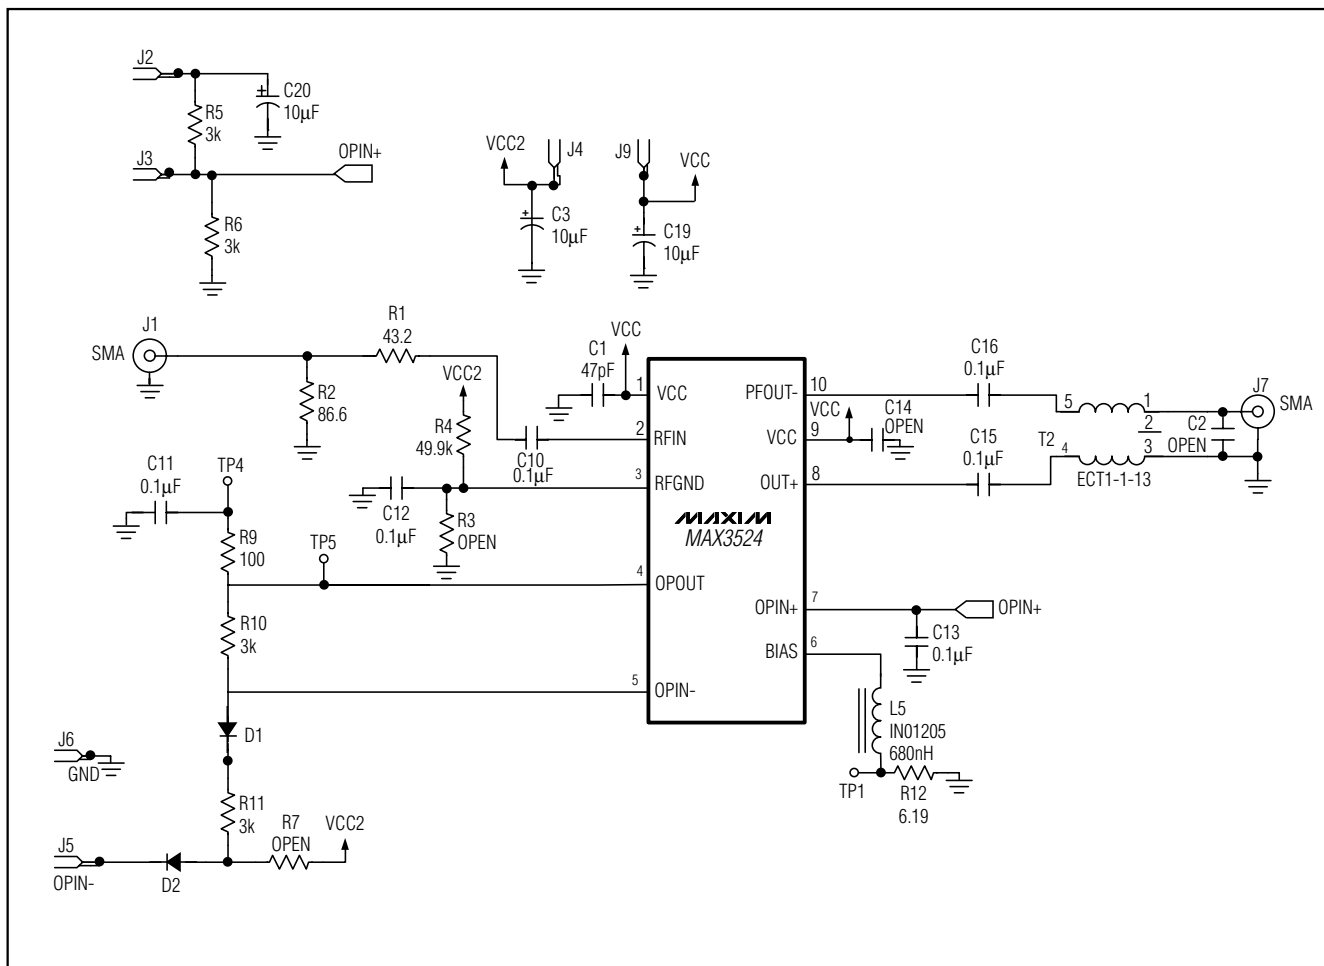 J2
C20
10µF
R5
3k
J3
OPIN+
R6
3k
VCC2
J4
C3
10µF
J9
VCC
C19
10µF
J1
SMA
R1
43.2
R2
86.6
VCC2
R4
49.9k
C10
0.1µF
C1
47pF
VCC
C11
0.1µF
TP4
R9
100
TP5
C12
0.1µF
R3
OPEN
R10
3k
D1
J6
GND
R11
3k
R7
OPEN
VCC2
J5
OPIN-
D2
1 VCC
2 RFIN
3 RFGND
4 OPOUT
5 OPIN-
MAXIM
MAX3524
PFOUT- 10
VCC 9
OUT+ 8
OPIN+ 7
BIAS 6
VCC
C14
OPEN
C16
0.1µF
C15
0.1µF
5 1
2
T2 4 3
ECT1-1-13
C2
OPEN
J7
SMA
OPIN+
C13
0.1µF
L5
IN01205
680nH
TP1
R12
6.19